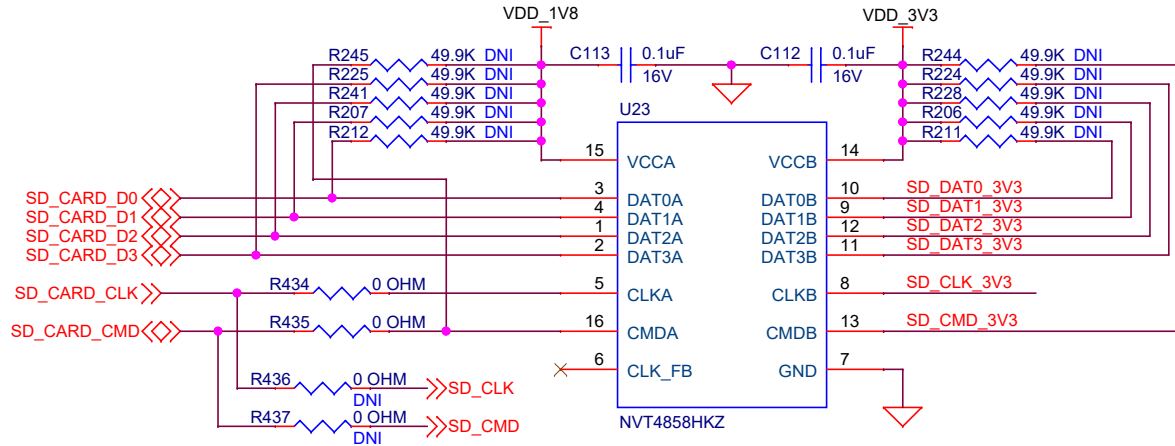 VDD_1V8 VDD_3V3
R245 49.9K DNI C113 0.1uF C112 0.1uF R244 49.9K DNI
R225 49.9K DNI 16V 16V R224 49.9K DNI
R241 49.9K DNI R228 49.9K DNI
R207 49.9K DNI U23 R206 49.9K DNI
R212 49.9K DNI R211 49.9K DNI
15 VCCA VCCB 14
SD_CARD_D0 3 DAT0A DAT0B 10 SD_DAT0_3V3
SD_CARD_D1 4 DAT1A DAT1B 9 SD_DAT1_3V3
SD_CARD_D2 1 DAT2A DAT2B 12 SD_DAT2_3V3
SD_CARD_D3 2 DAT3A DAT3B 11 SD_DAT3_3V3
SD_CARD_CLK R434 0 OHM 5 CLKA CLKB 8 SD_CLK_3V3
SD_CARD_CMD R435 0 OHM 16 CMDA CMDB 13 SD_CMD_3V3
6 CLK_FB GND 7
R436 0 OHM SD_CLK
DNI
R437 0 OHM SD_CMD NVT4858HKZ
DNI